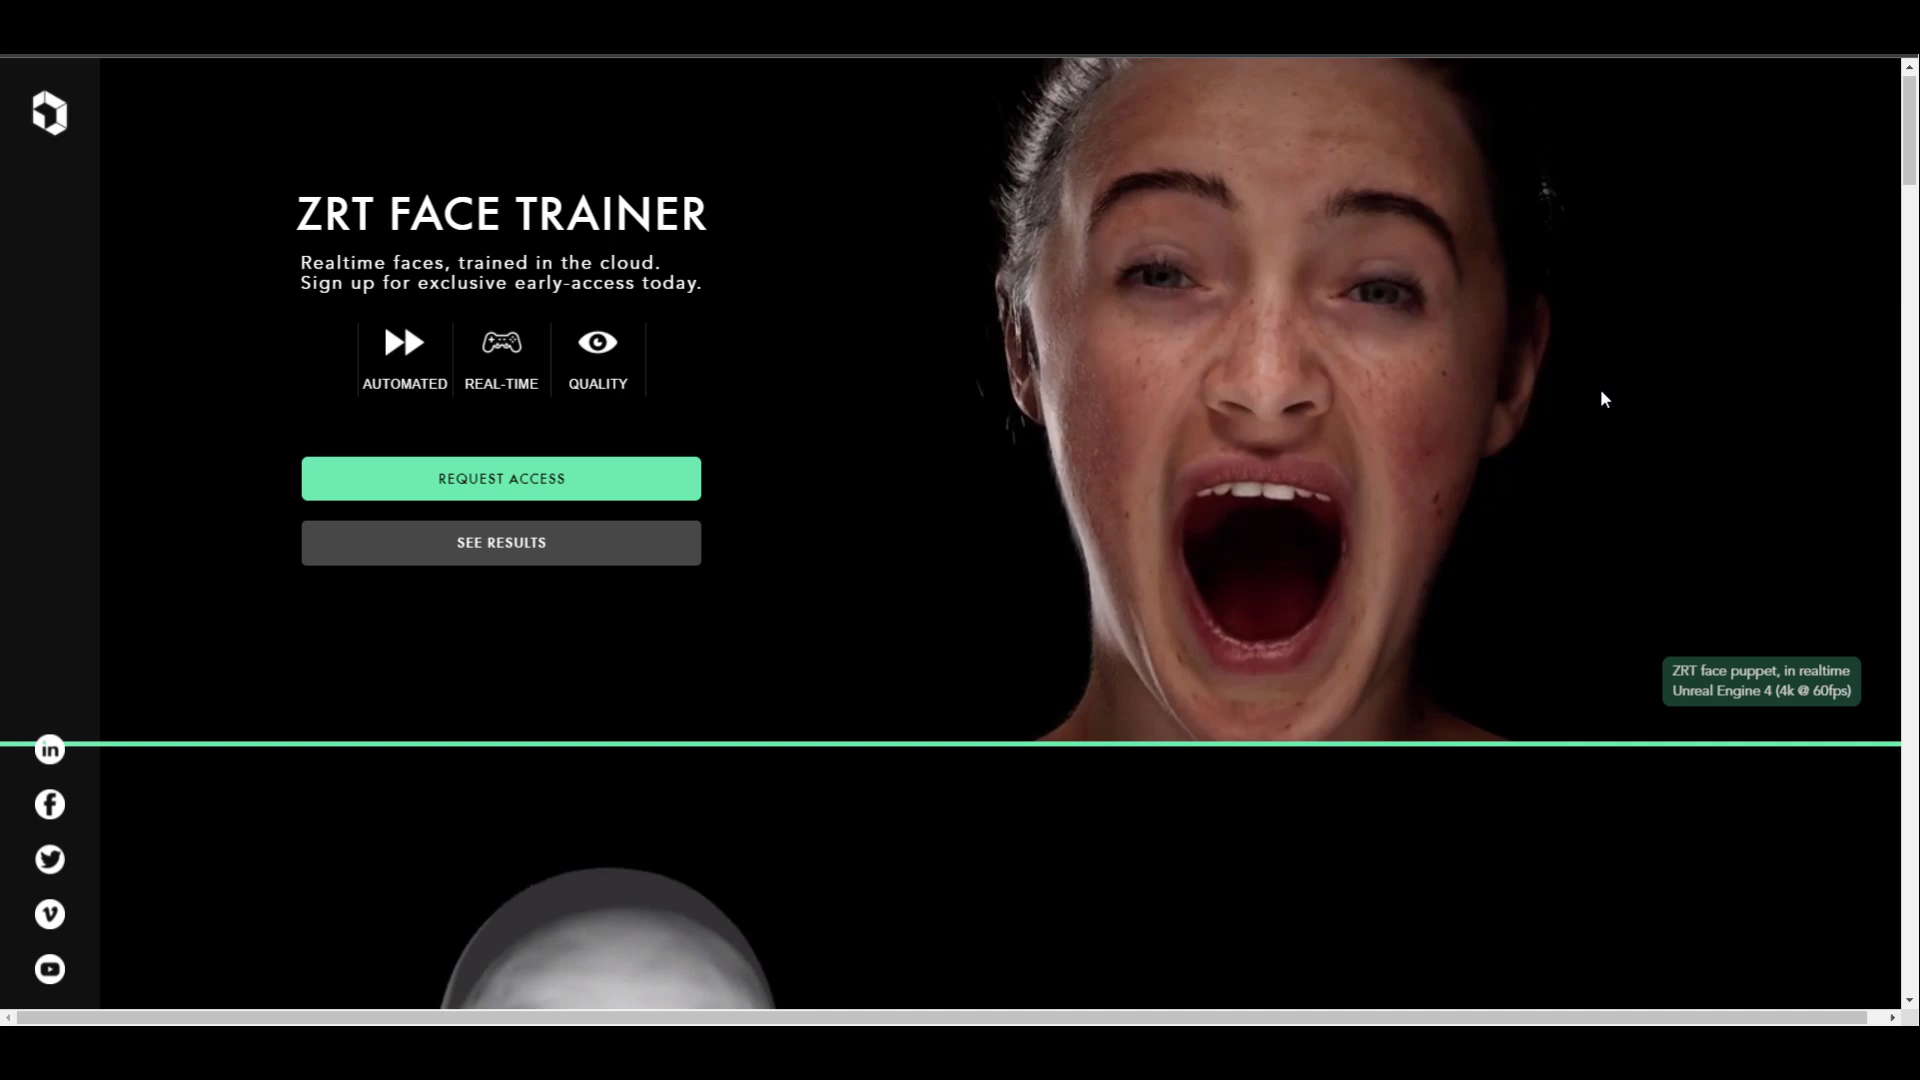 ZRT FACE TRAINER
Realtime faces, trained in the cloud.
Sign up for exclusive early-access today.
AUTOMATED
REAL-TIME
QUALITY
REQUEST ACCESS
SEE RESULTS
ZRT face puppet, in realtime
Unreal Engine 4 (4k @ 60fps)
in